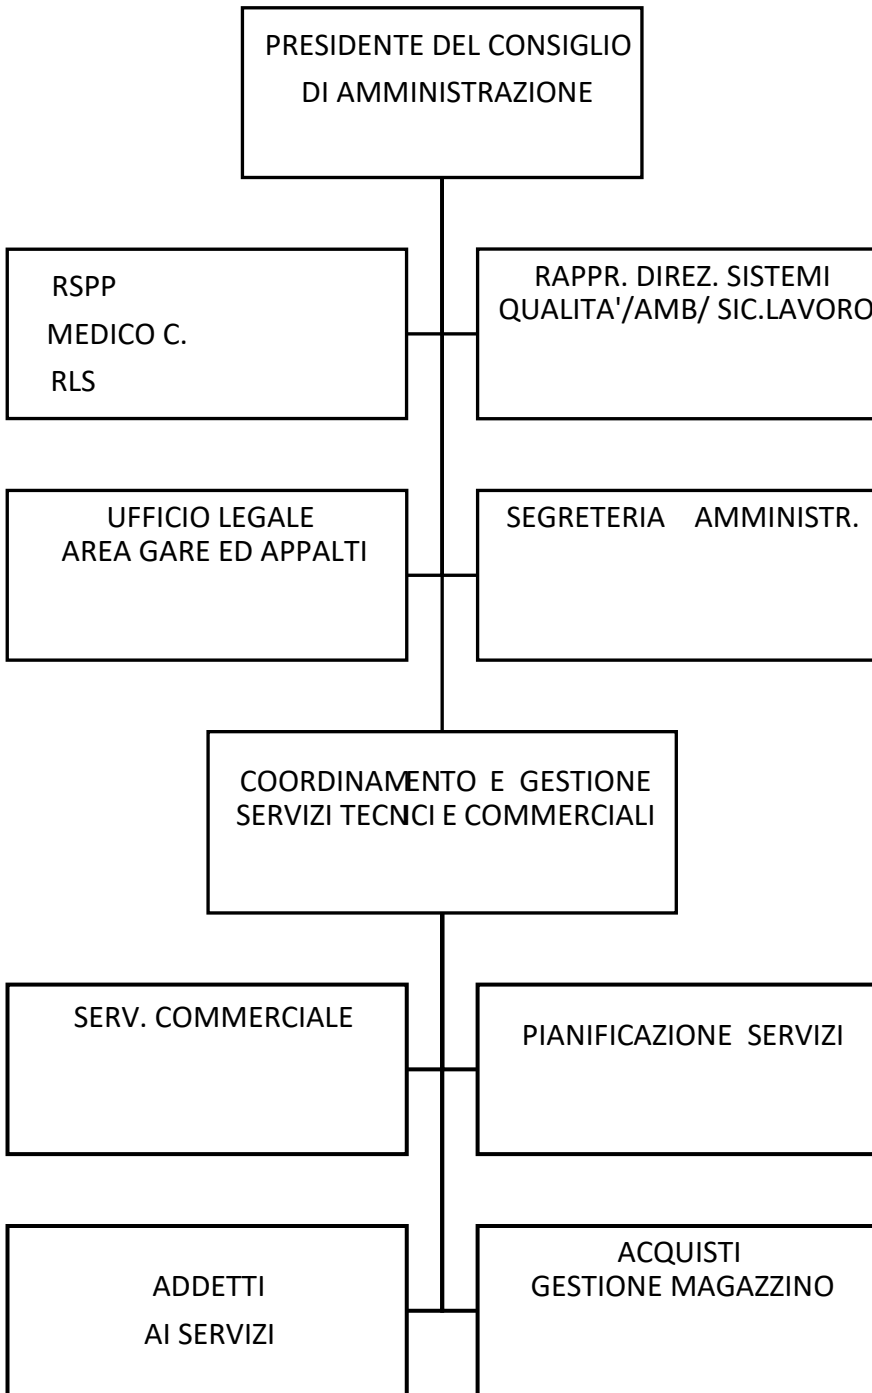 PRESIDENTE DEL CONSIGLIO
DI AMMINISTRAZIONE
RSPP
MEDICO C.
RLS
RAPPR. DIREZ. SISTEMI
QUALITA'/AMB/ SIC.LAVORO
UFFICIO LEGALE
AREA GARE ED APPALTI
SEGRETERIA AMMINISTR.
COORDINAMENTO E GESTIONE
SERVIZI TECNICI E COMMERCIALI
SERV. COMMERCIALE
PIANIFICAZIONE SERVIZI
ADDETTI
AI SERVIZI
ACQUISTI
GESTIONE MAGAZZINO